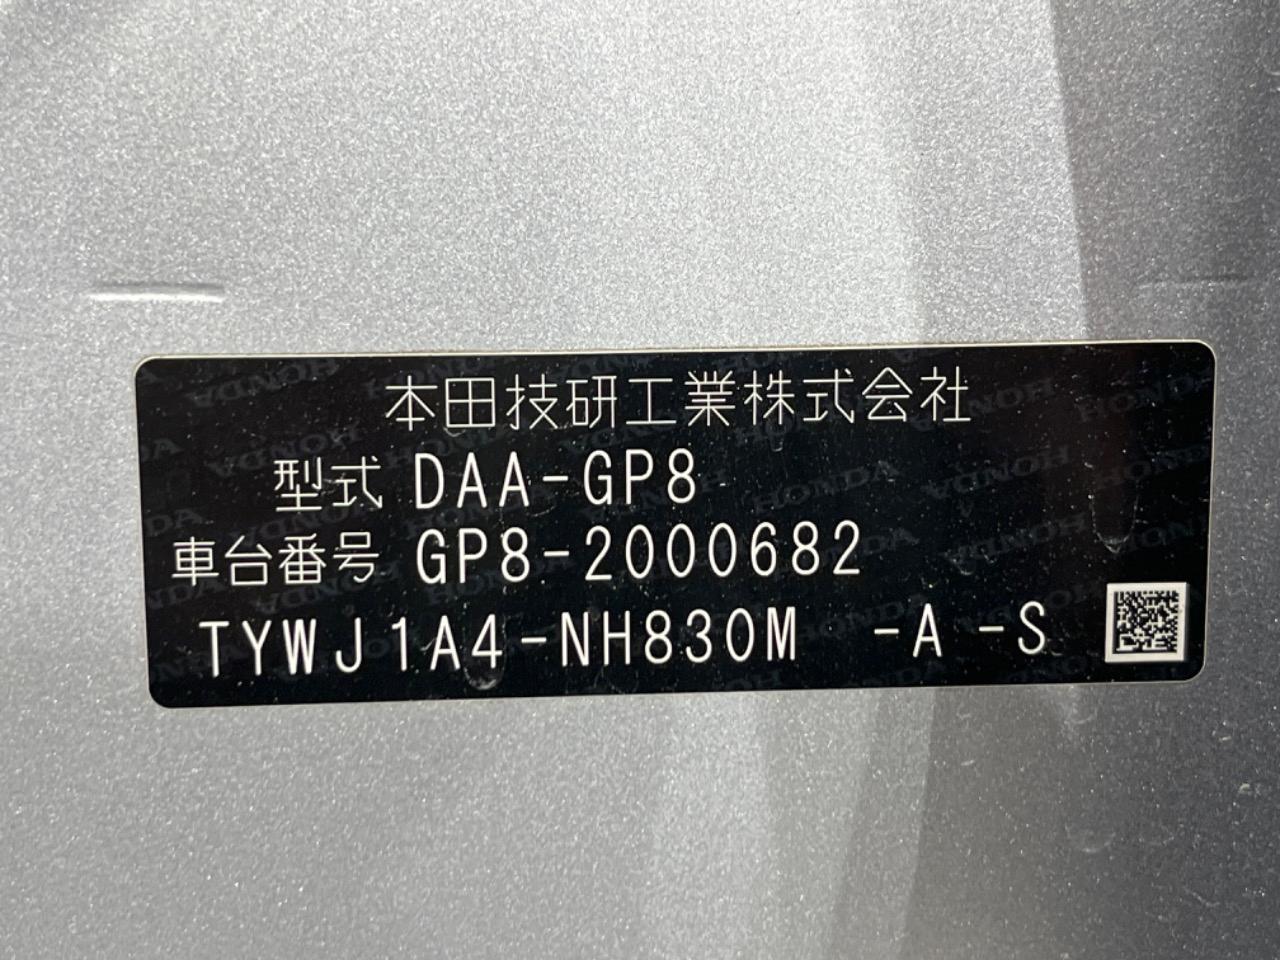 本田技研工業株式会社
型式 DAA-GP8
車台番号 GP8-2000682
TYWJ1A4-NH830M -A -S